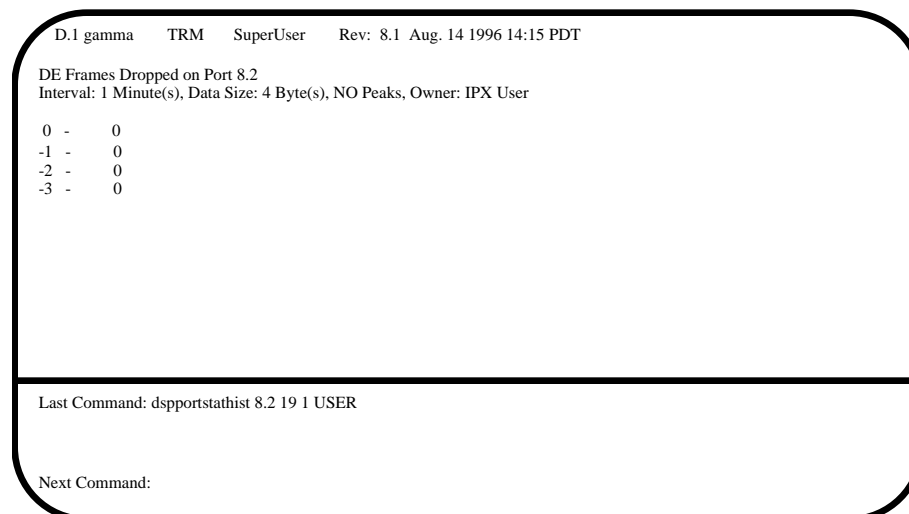 D.1 gamma TRM SuperUser Rev: 8.1 Aug. 14 1996 14:15 PDT
DE Frames Dropped on Port 8.2
Interval: 1 Minute(s), Data Size: 4 Byte(s), NO Peaks, Owner: IPX User
0 - 0
-1 - 0
-2 - 0
-3 - 0
Last Command: dspportstathist 8.2 19 1 USER
Next Command: